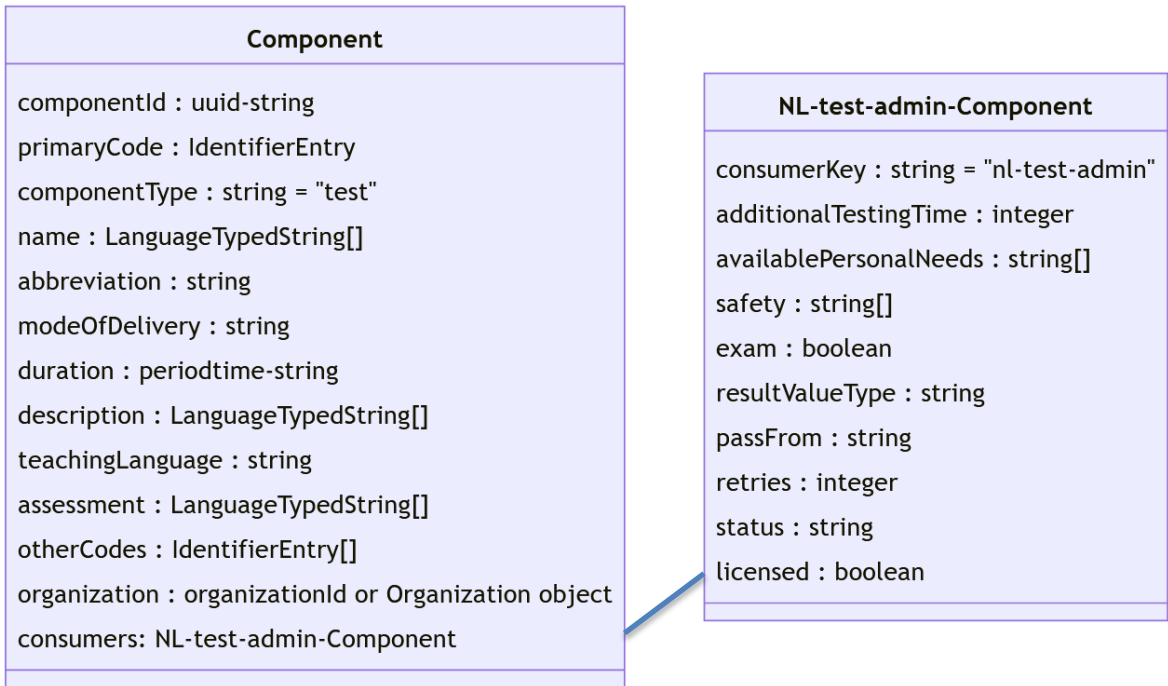 Component
componentId : uuid-string
primaryCode : IdentifierEntry
componentType : string = "test"
name : LanguageTypedString[]
abbreviation : string
modeOfDelivery : string
duration : periodtime-string
description : LanguageTypedString[]
teachingLanguage : string
assessment : LanguageTypedString[]
otherCodes : IdentifierEntry[]
organization : organizationId or Organization object
consumers: NL-test-admin-Component
NL-test-admin-Component
consumerKey : string = "nl-test-admin"
additionalTestingTime : integer
availablePersonalNeeds : string[]
safety : string[]
exam : boolean
resultValueType : string
passFrom : string
retries : integer
status : string
licensed : boolean